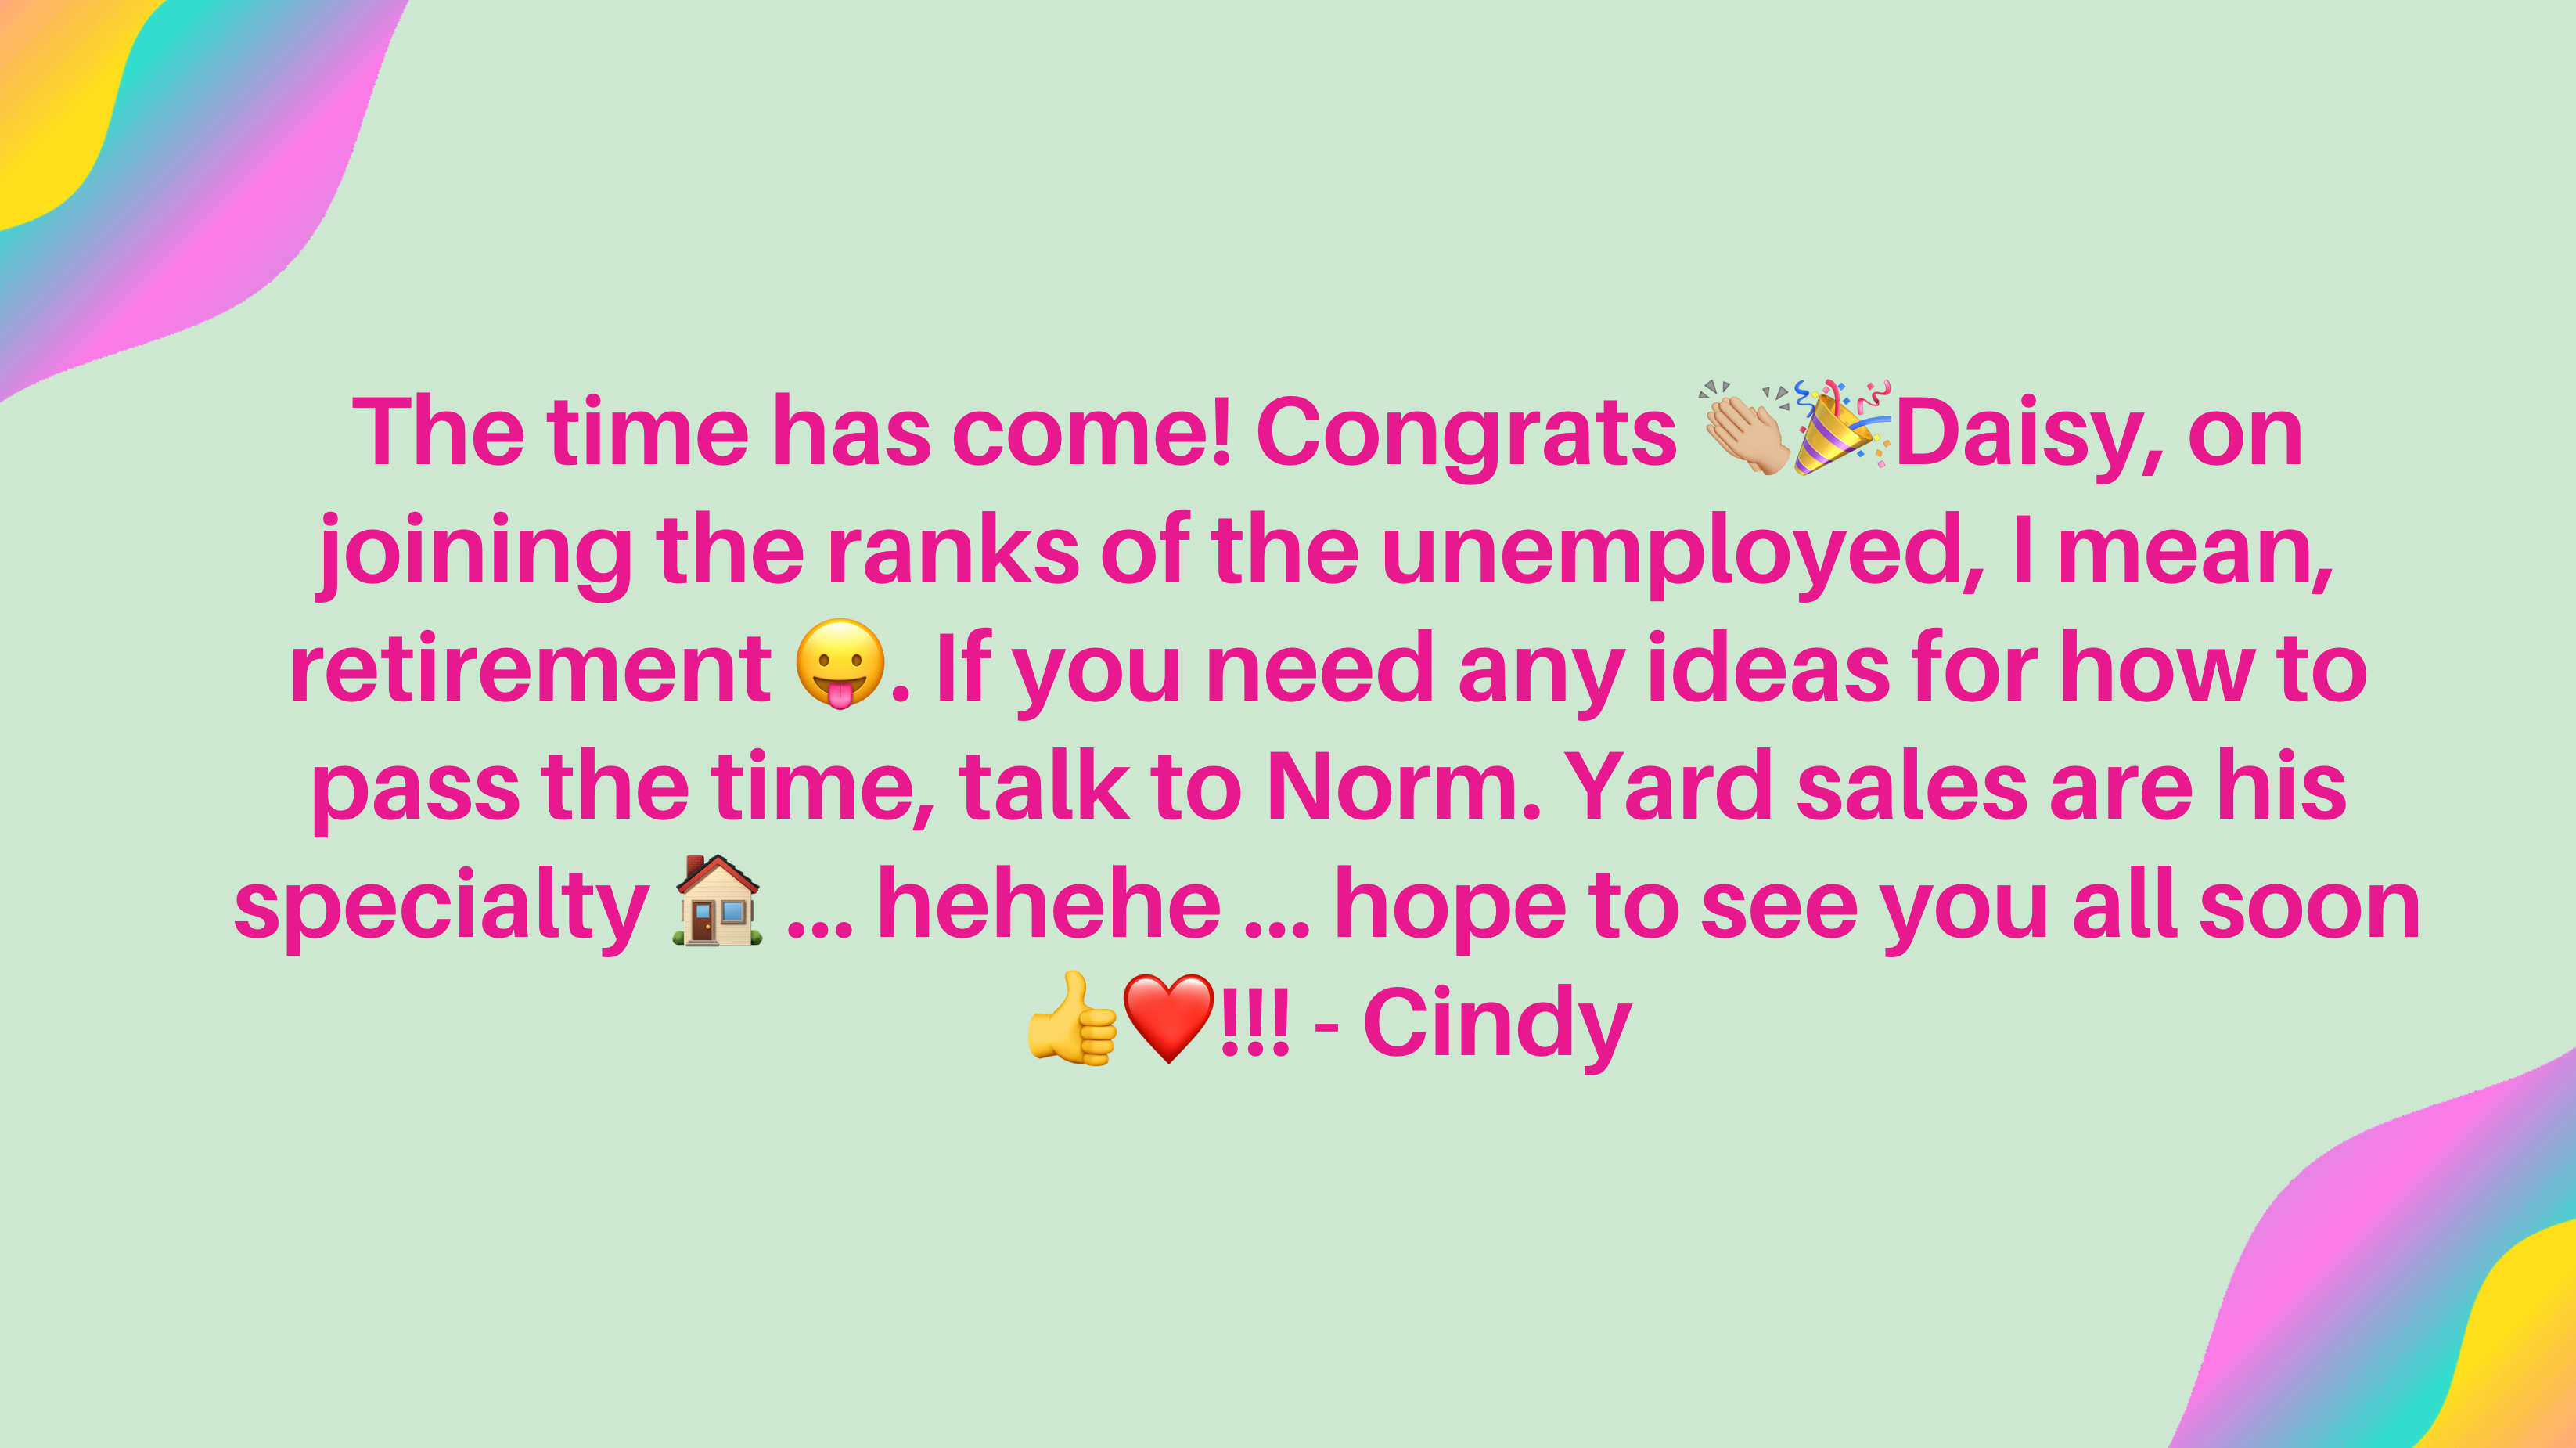 The time has come! Congrats 👏🏼🎉Daisy, on
joining the ranks of the unemployed, I mean,
retirement 😛. If you need any ideas for how to
pass the time, talk to Norm. Yard sales are his
specialty 🏠 ... hehehe ... hope to see you all soon
👍❤️!!! - Cindy